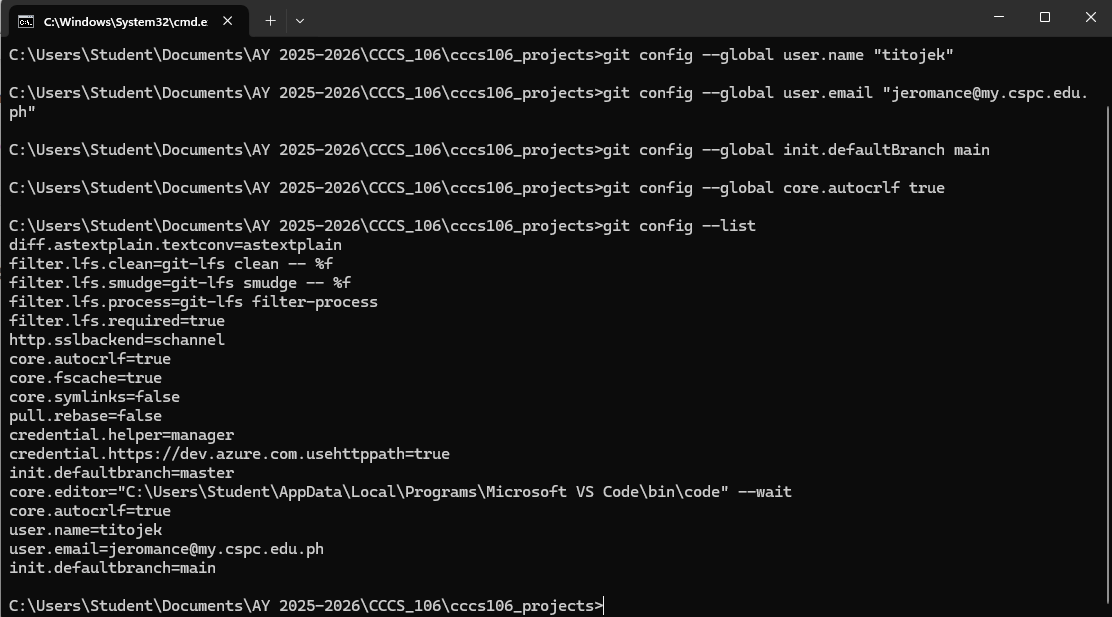 C:\Windows\System32\cmd.e
C:\Users\Student\Documents\AY 2025-2026\CCCS_106\cccs106_projects>git config --global user.name "titojek"
C:\Users\Student\Documents\AY 2025-2026\CCCS_106\cccs106_projects>git config --global user.email "jeromance@my.cspc.edu.
ph"
C:\Users\Student\Documents\AY 2025-2026\CCCS_106\cccs106_projects>git config --global init.defaultBranch main
C:\Users\Student\Documents\AY 2025-2026\CCCS_106\cccs106_projects>git config --global core.autocrlf true
C:\Users\Student\Documents\AY 2025-2026\CCCS_106\cccs106_projects>git config --list
diff.astextplain.textconv=astextplain
filter.lfs.clean=git-lfs clean -- %f
filter.lfs.smudge=git-lfs smudge -- %f
filter.lfs.process=git-lfs filter-process
filter.lfs.required=true
http.sslbackend=schannel
core.autocrlf=true
core.fscache=true
core.symlinks=false
pull.rebase=false
credential.helper=manager
credential.https://dev.azure.com.usehttppath=true
init.defaultbranch=master
core.editor="C:\Users\Student\AppData\Local\Programs\Microsoft VS Code\bin\code" --wait
core.autocrlf=true
user.name=titojek
user.email=jeromance@my.cspc.edu.ph
init.defaultbranch=main
C:\Users\Student\Documents\AY 2025-2026\CCCS_106\cccs106_projects>